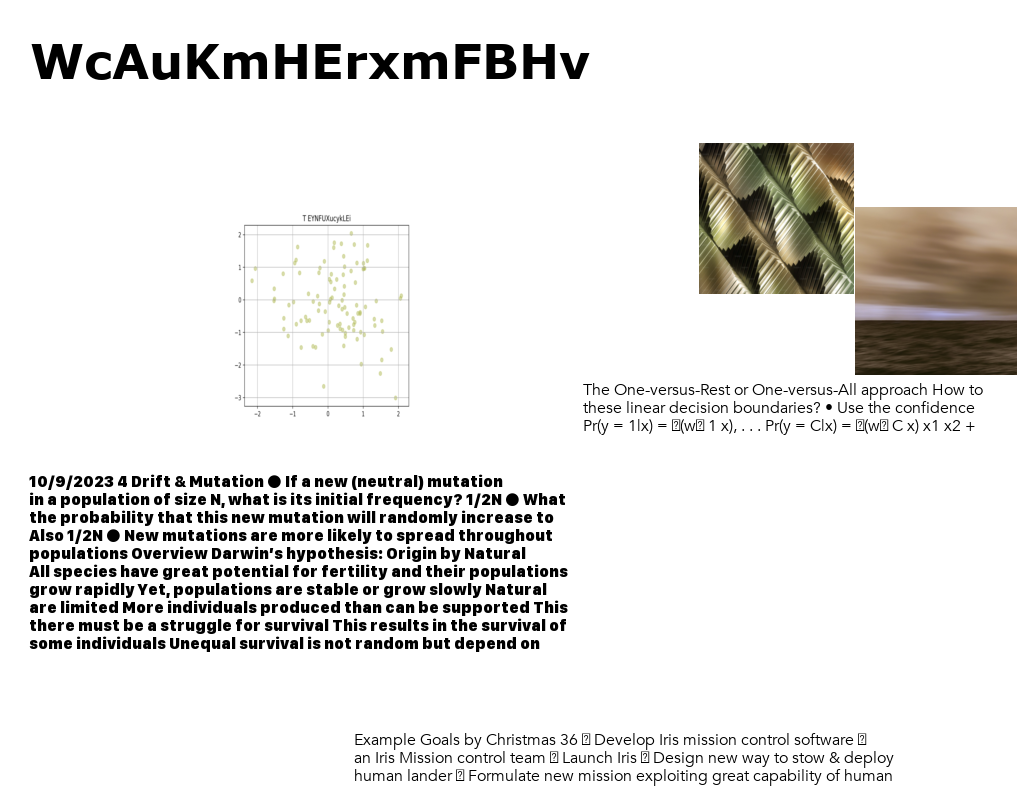 WcAuKmHErxmFBHv
T EYNFUXucykLEi
2
1
0
−1
−2
−3
−2
−1
0
1
2
The One-versus-Rest or One-versus-All approach How to
these linear decision boundaries? • Use the confidence
Pr(y = 1|x) = �(w� 1 x), . . . Pr(y = C|x) = �(w� C x) x1 x2 +
10/9/2023 4 Drift & Mutation ● If a new (neutral) mutation
in a population of size N, what is its initial frequency? 1/2N ● What
the probability that this new mutation will randomly increase to
Also 1/2N ● New mutations are more likely to spread throughout
populations Overview Darwin’s hypothesis: Origin by Natural
All species have great potential for fertility and their populations
grow rapidly Yet, populations are stable or grow slowly Natural
are limited More individuals produced than can be supported This
there must be a struggle for survival This results in the survival of
some individuals Unequal survival is not random but depend on
Example Goals by Christmas 36 � Develop Iris mission control software �
an Iris Mission control team � Launch Iris � Design new way to stow & deploy
human lander � Formulate new mission exploiting great capability of human